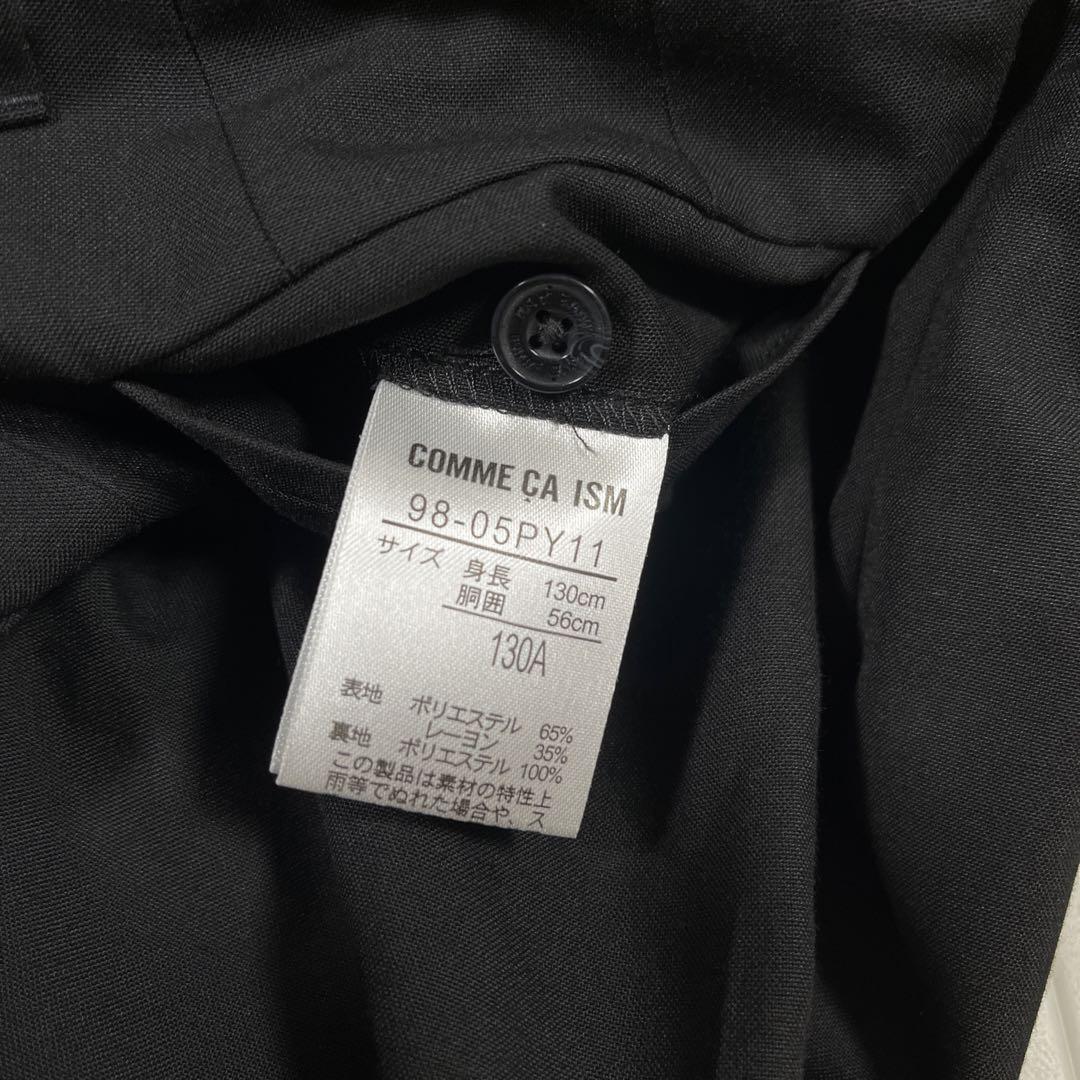 COMME ÇA ISM
98-05PY11
サイズ 身長 130cm
胴囲 56cm
130A
表地 ポリエステル 65%
レーヨン 35%
裏地 ポリエステル 100%
この製品は素材の特性上
雨等でぬれた場合や、ス